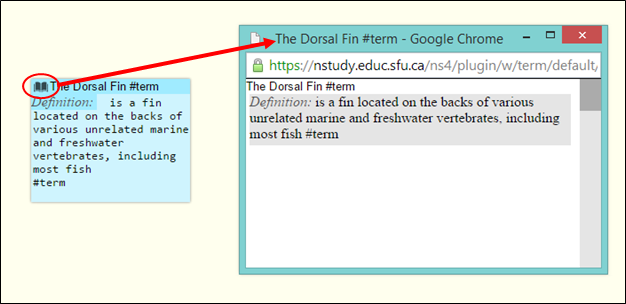 The Dorsal Fin #term
Definition: is a fin
located on the backs of
various unrelated marine
and freshwater
vertebrates, including
most fish
#term
The Dorsal Fin #term - Google Chrome
https://nstudy.educ.sfu.ca/ns4/plugin/w/term/default,
The Dorsal Fin #term
Definition: is a fin located on the backs of various
unrelated marine and freshwater vertebrates, including
most fish #term